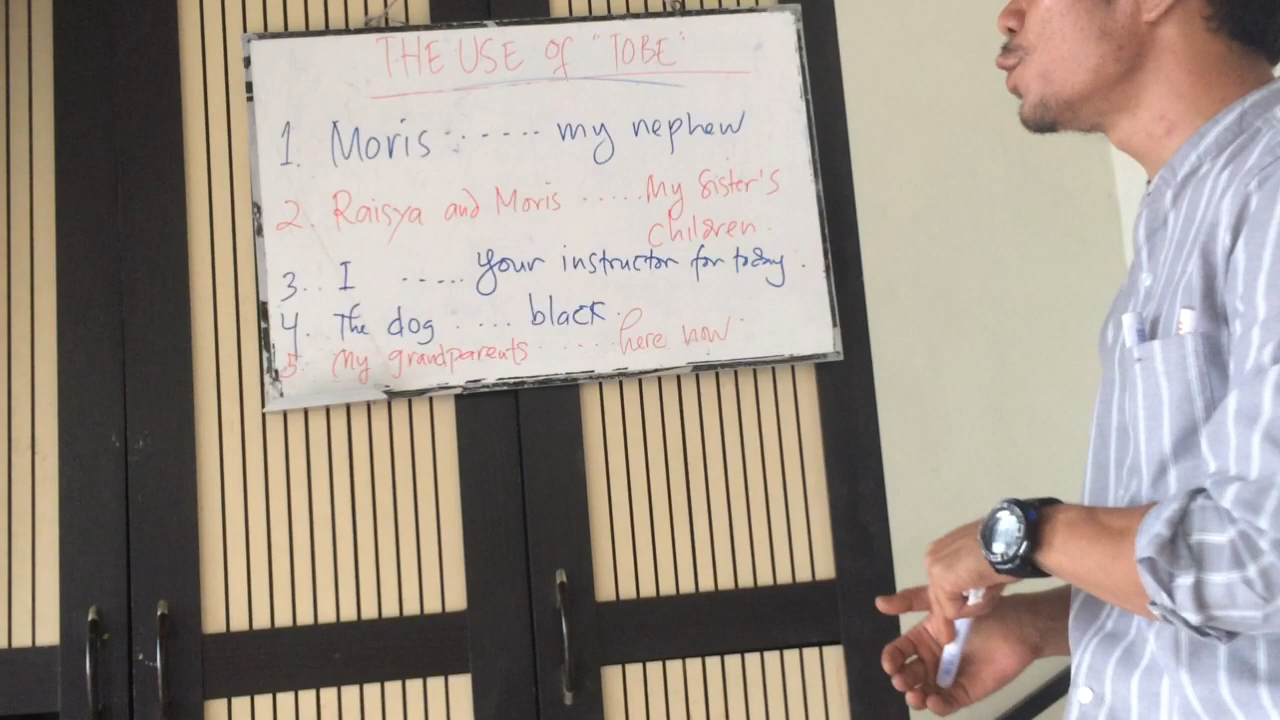 THE USE of "TOBE"
1. Moris ...... my nephew
2. Raisya and Moris ..... My Sister's
children.
3. I ..... your instructor for today.
4. The dog ..... black.
5. My grandparents ..... here now.